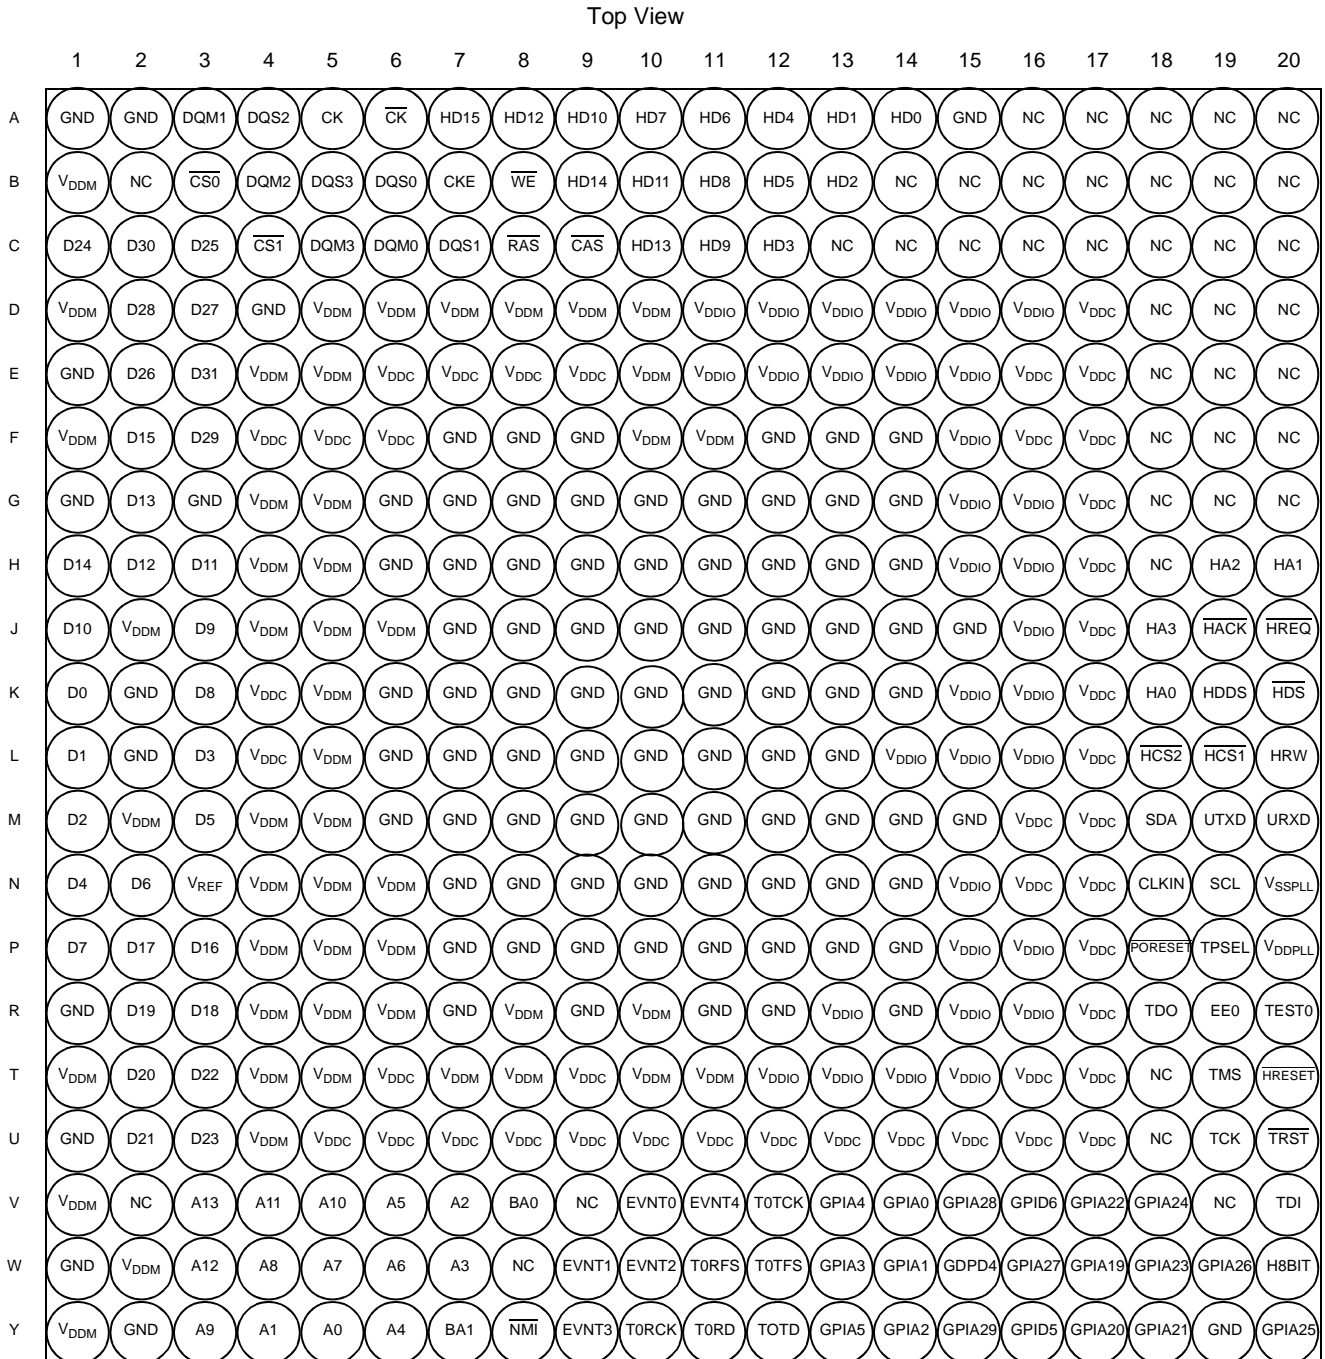 Top View
1 2 3 4 5 6 7 8 9 10 11 12 13 14 15 16 17 18 19 20
A GND GND DQM1 DQS2 CK CK HD15 HD12 HD10 HD7 HD6 HD4 HD1 HD0 GND NC NC NC NC NC
B VDDM NC CS0 DQM2 DQS3 DQS0 CKE WE HD14 HD11 HD8 HD5 HD2 NC NC NC NC NC NC NC
C D24 D30 D25 CS1 DQM3 DQM0 DQS1 RAS CAS HD13 HD9 HD3 NC NC NC NC NC NC NC NC
D VDDM D28 D27 GND VDDM VDDM VDDM VDDM VDDM VDDM VDDIO VDDIO VDDIO VDDIO VDDIO VDDIO VDDC NC NC NC
E GND D26 D31 VDDM VDDM VDDC VDDC VDDC VDDC VDDM VDDIO VDDIO VDDIO VDDIO VDDIO VDDC VDDC NC NC NC
F VDDM D15 D29 VDDC VDDC VDDC GND GND GND VDDM VDDM GND GND GND VDDIO VDDC VDDC NC NC NC
G GND D13 GND VDDM VDDM GND GND GND GND GND GND GND GND GND VDDIO VDDIO VDDC NC NC NC
H D14 D12 D11 VDDM VDDM GND GND GND GND GND GND GND GND GND VDDIO VDDIO VDDC NC HA2 HA1
J D10 VDDM D9 VDDM VDDM VDDM GND GND GND GND GND GND GND GND GND VDDIO VDDC HA3 HACK HREQ
K D0 GND D8 VDDC VDDM GND GND GND GND GND GND GND GND GND VDDIO VDDIO VDDC HA0 HDDS HDS
L D1 GND D3 VDDC VDDM GND GND GND GND GND GND GND GND VDDIO VDDIO VDDIO VDDC HCS2 HCS1 HRW
M D2 VDDM D5 VDDM VDDM GND GND GND GND GND GND GND GND GND GND VDDC VDDC SDA UTXD URXD
N D4 D6 VREF VDDM VDDM VDDM GND GND GND GND GND GND GND GND VDDIO VDDC VDDC CLKIN SCL VSSPLL
P D7 D17 D16 VDDM VDDM VDDM GND GND GND GND GND GND GND GND VDDIO VDDIO VDDC PORESET TPSEL VDDPLL
R GND D19 D18 VDDM VDDM VDDM GND VDDM GND VDDM GND GND VDDIO GND VDDIO VDDIO VDDC TDO EE0 TEST0
T VDDM D20 D22 VDDM VDDM VDDC VDDM VDDM VDDC VDDM VDDM VDDIO VDDIO VDDIO VDDIO VDDC VDDC NC TMS HRESET
U GND D21 D23 VDDM VDDC VDDC VDDC VDDC VDDC VDDC VDDC VDDC VDDC VDDC VDDC VDDC VDDC NC TCK TRST
V VDDM NC A13 A11 A10 A5 A2 BA0 NC EVNT0 EVNT4 T0TCK GPIA4 GPIA0 GPIA28 GPID6 GPIA22 GPIA24 NC TDI
W GND VDDM A12 A8 A7 A6 A3 NC EVNT1 EVNT2 T0RFS T0TFS GPIA3 GPIA1 GDPD4 GPIA27 GPIA19 GPIA23 GPIA26 H8BIT
Y VDDM GND A9 A1 A0 A4 BA1 NMI EVNT3 T0RCK T0RD TOTD GPIA5 GPIA2 GPIA29 GPID5 GPIA20 GPIA21 GND GPIA25